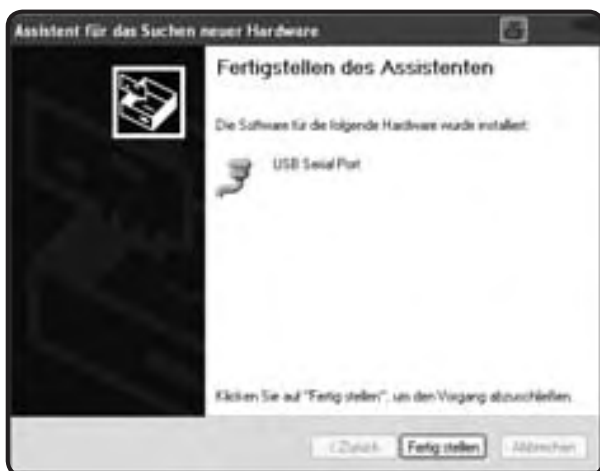 Assistent für das Suchen neuer Hardware
Fertigstellen des Assistenten
Die Software für die folgende Hardware wurde installiert:
USB Serial Port
Klicken Sie auf "Fertig stellen", um den Vorgang abzuschließen.
< Zurück Fertig stellen Abbrechen